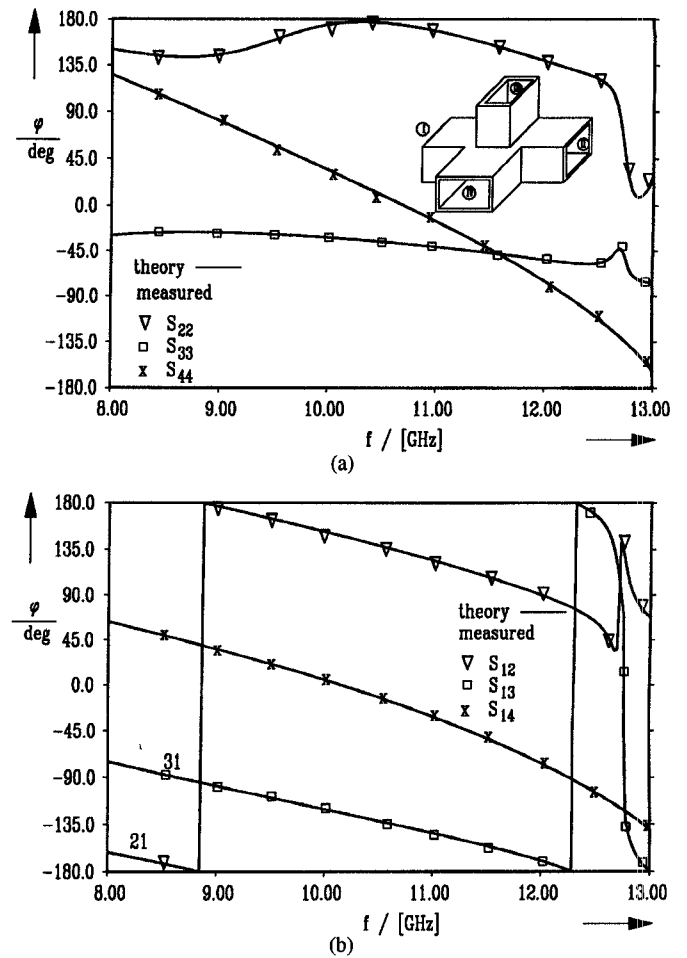 180.0
135.0
90.0
φ
deg
45.0
0.0
-45.0
-90.0
-135.0
-180.0
I
III
II
IV
theory
measured
S22
S33
S44
8.00 9.00 10.00 11.00 12.00 13.00
f / [GHz]
(a)
180.0
135.0
90.0
φ
deg
45.0
0.0
-45.0
-90.0
-135.0
-180.0
theory
measured
S12
S13
S14
31
21
8.00 9.00 10.00 11.00 12.00 13.00
f / [GHz]
(b)